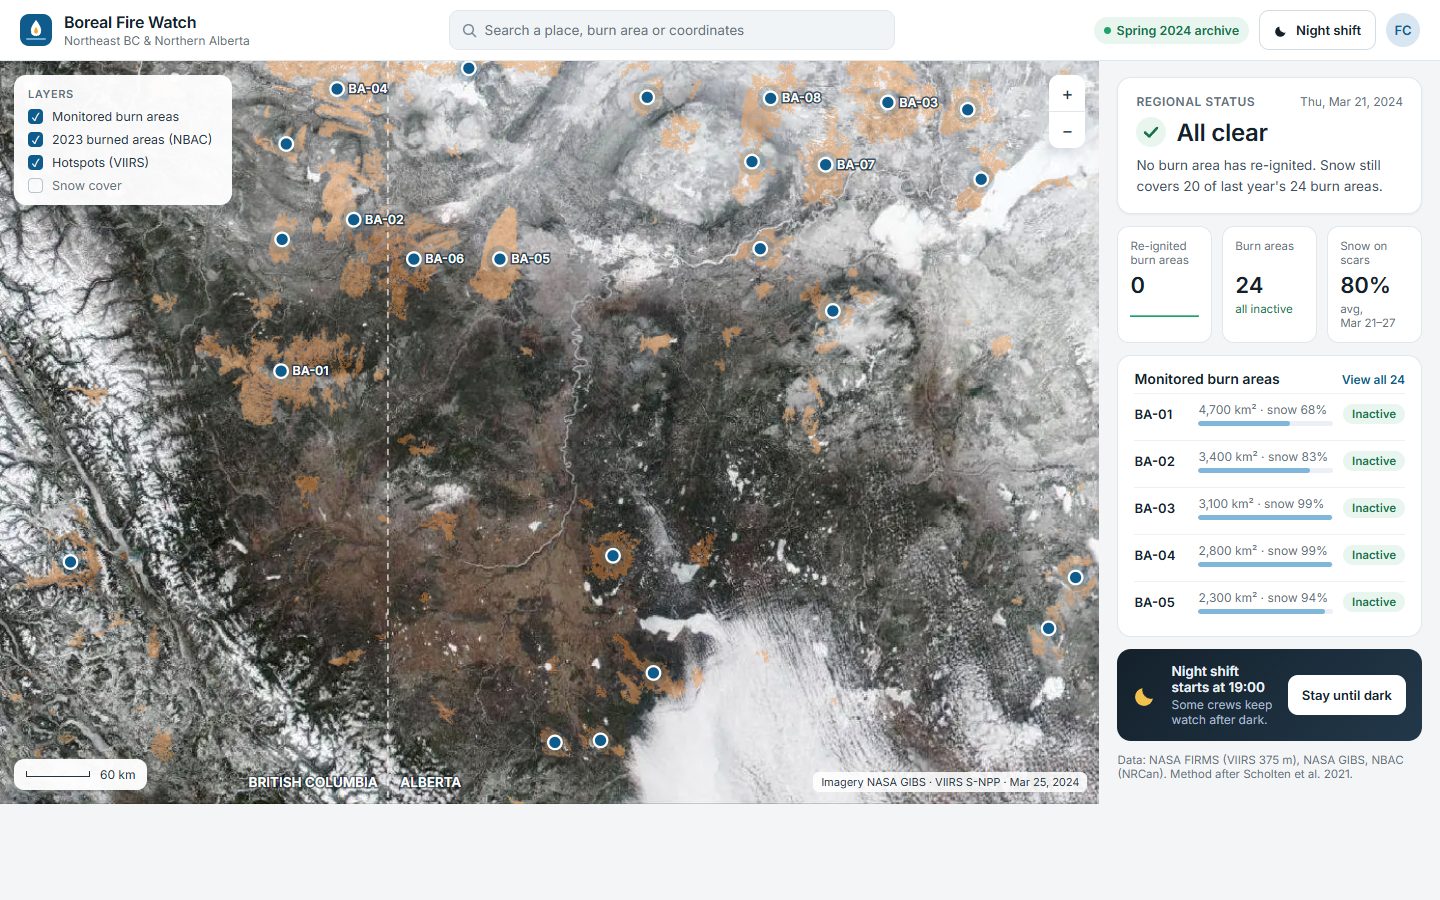 Boreal Fire Watch
Northeast BC & Northern Alberta
Search a place, burn area or coordinates
Spring 2024 archive
Night shift
FC
LAYERS
Monitored burn areas
2023 burned areas (NBAC)
Hotspots (VIIRS)
Snow cover
BA-04
BA-08
BA-03
BA-07
BA-02
BA-06
BA-05
BA-01
+
−
60 km
BRITISH COLUMBIA
ALBERTA
Imagery NASA GIBS · VIIRS S-NPP · Mar 25, 2024
REGIONAL STATUS
Thu, Mar 21, 2024
All clear
No burn area has re-ignited. Snow still
covers 20 of last year's 24 burn areas.
Re-ignited
burn areas
0
Burn areas
24
all inactive
Snow on
scars
80%
avg,
Mar 21–27
Monitored burn areas
View all 24
BA-01
4,700 km² · snow 68%
Inactive
BA-02
3,400 km² · snow 83%
Inactive
BA-03
3,100 km² · snow 99%
Inactive
BA-04
2,800 km² · snow 99%
Inactive
BA-05
2,300 km² · snow 94%
Inactive
Night shift
starts at 19:00
Some crews keep
watch after dark.
Stay until dark
Data: NASA FIRMS (VIIRS 375 m), NASA GIBS, NBAC
(NRCan). Method after Scholten et al. 2021.